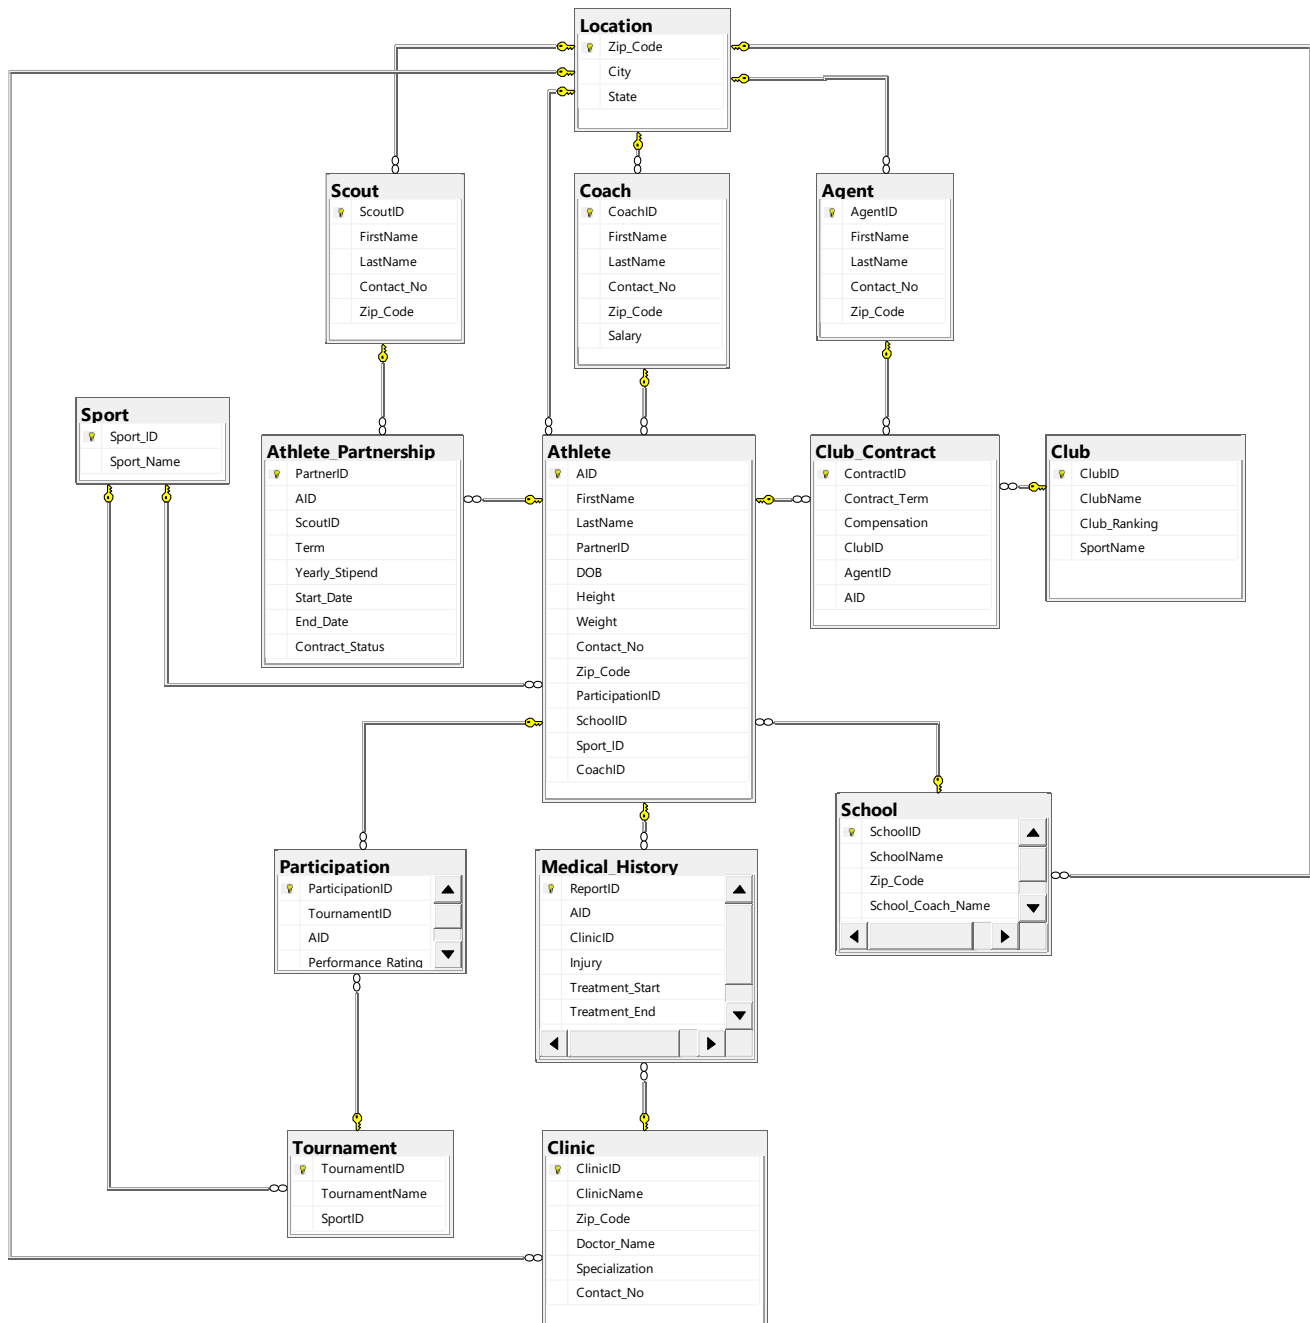 Location
Zip_Code
City
State
Scout
ScoutID
FirstName
LastName
Contact_No
Zip_Code
Coach
CoachID
FirstName
LastName
Contact_No
Zip_Code
Salary
Agent
AgentID
FirstName
LastName
Contact_No
Zip_Code
Sport
Sport_ID
Sport_Name
Athlete_Partnership
PartnerID
AID
ScoutID
Term
Yearly_Stipend
Start_Date
End_Date
Contract_Status
Athlete
AID
FirstName
LastName
PartnerID
DOB
Height
Weight
Contact_No
Zip_Code
ParticipationID
SchoolID
Sport_ID
CoachID
Club_Contract
ContractID
Contract_Term
Compensation
ClubID
AgentID
AID
Club
ClubID
ClubName
Club_Ranking
SportName
School
SchoolID
SchoolName
Zip_Code
School_Coach_Name
Participation
ParticipationID
TournamentID
AID
Performance_Rating
Medical_History
ReportID
AID
ClinicID
Injury
Treatment_Start
Treatment_End
Tournament
TournamentID
TournamentName
SportID
Clinic
ClinicID
ClinicName
Zip_Code
Doctor_Name
Specialization
Contact_No